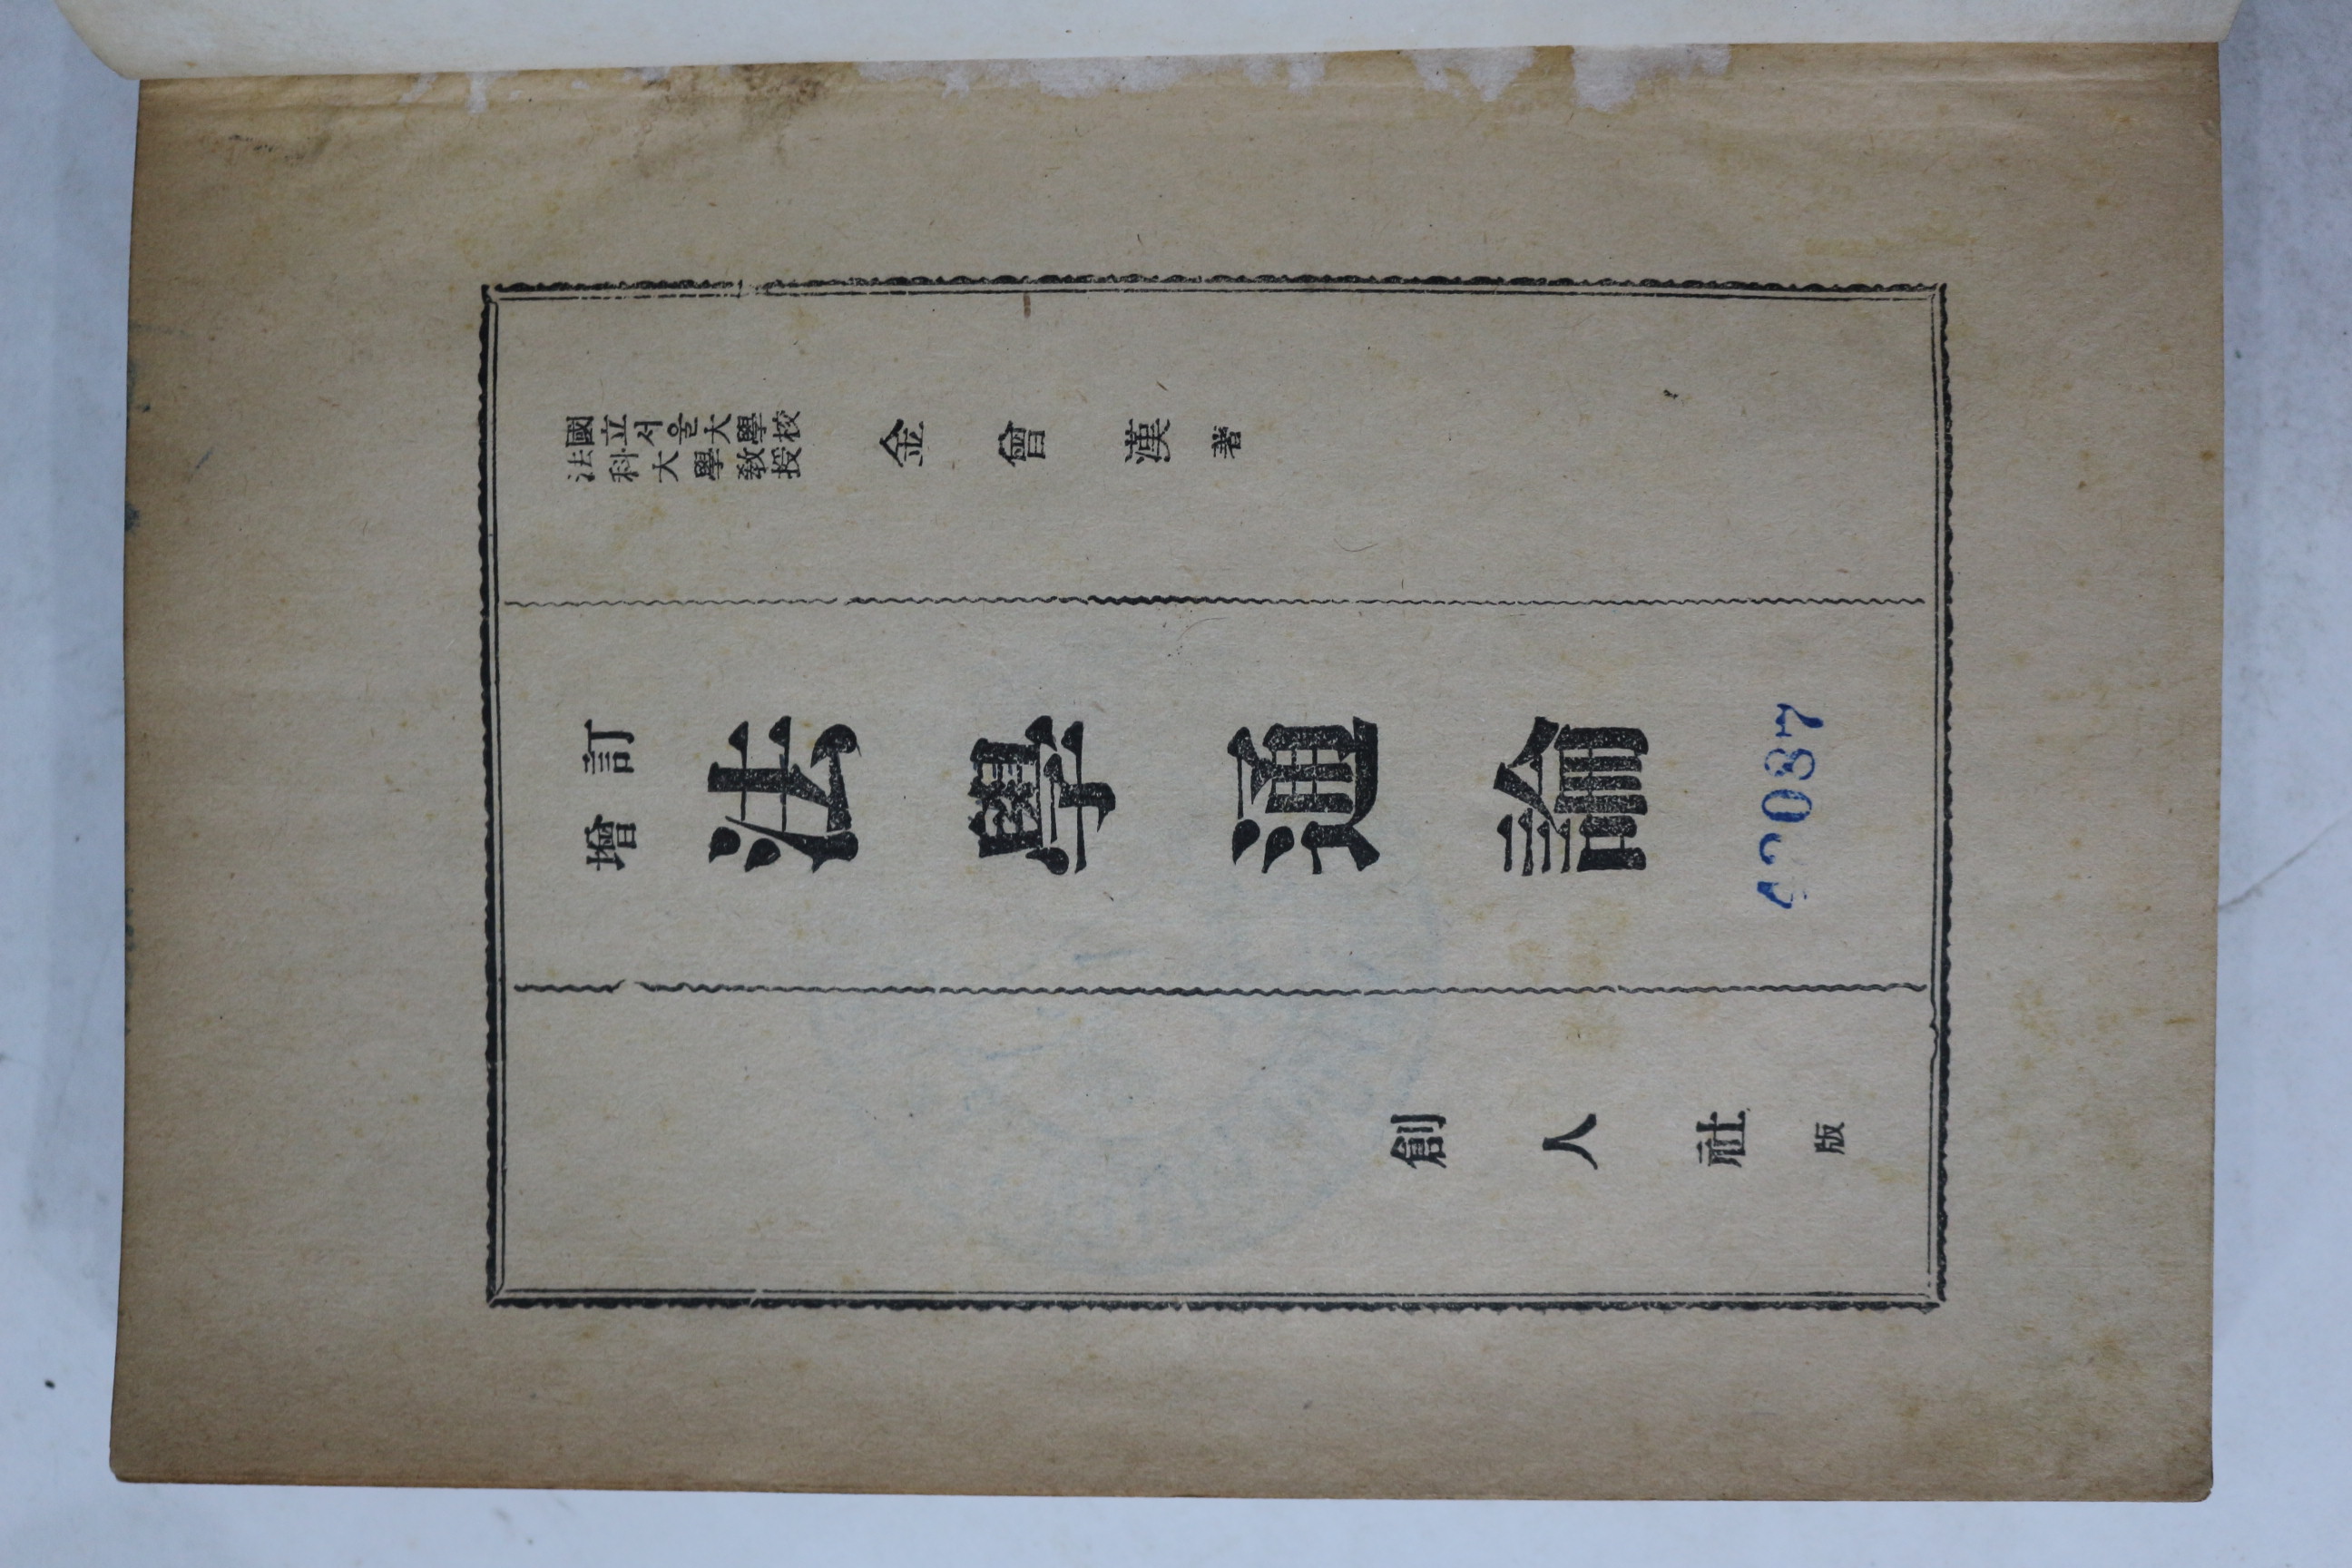 國立서울大學校
法科大學教授
金曾漢著
增訂
法學通論
創人社版